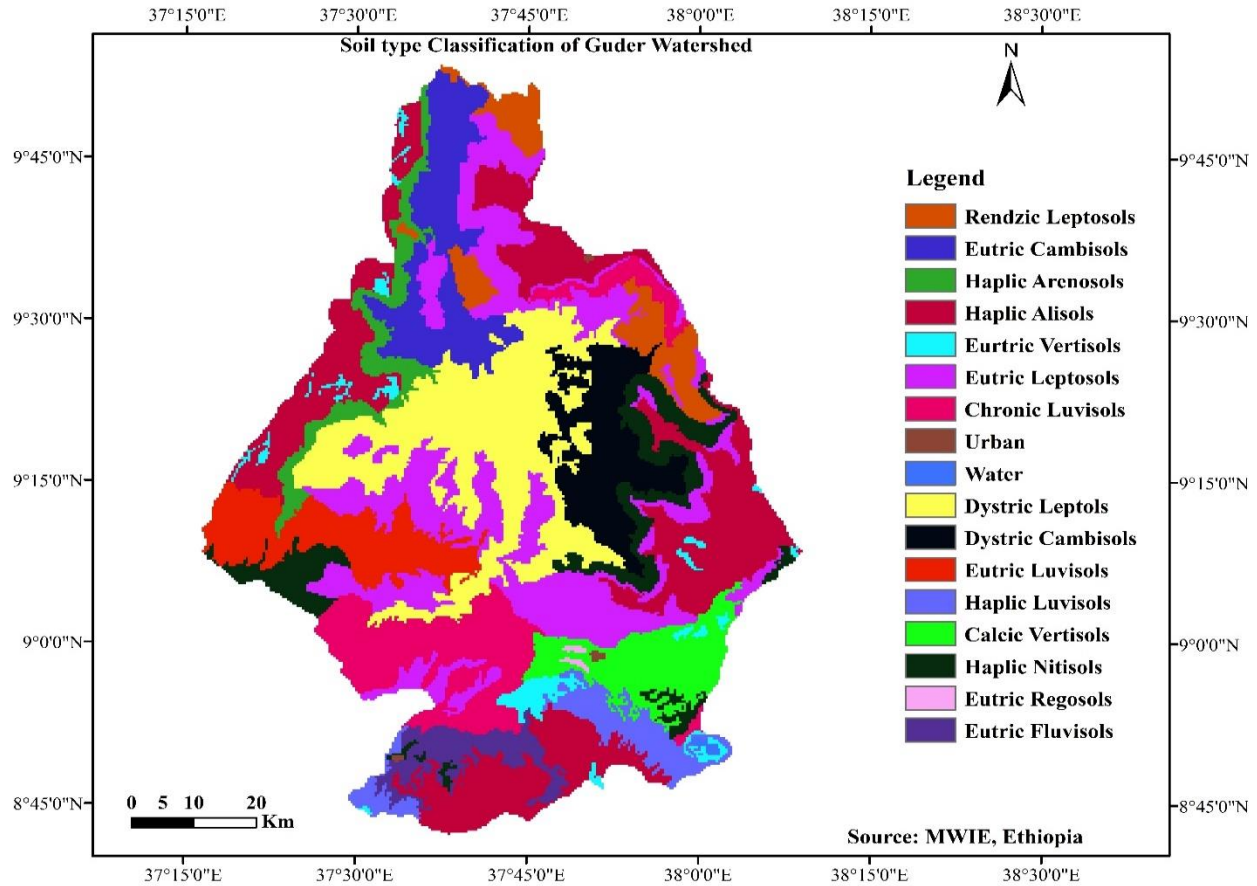 37°15'0"E 37°30'0"E 37°45'0"E 38°0'0"E 38°15'0"E 38°30'0"E
Soil type Classification of Guder Watershed
N
9°45'0"N 9°45'0"N
Legend
Rendzic Leptosols
Eutric Cambisols
Haplic Arenosols
Haplic Alisols
9°30'0"N 9°30'0"N
Eurtric Vertisols
Eutric Leptosols
Chronic Luvisols
Urban
Water
9°15'0"N 9°15'0"N
Dystric Leptols
Dystric Cambisols
Eutric Luvisols
Haplic Luvisols
Calcic Vertisols
9°0'0"N 9°0'0"N
Haplic Nitisols
Eutric Regosols
Eutric Fluvisols
8°45'0"N 8°45'0"N
0 5 10 20
Km
Source: MWIE, Ethiopia
37°15'0"E 37°30'0"E 37°45'0"E 38°0'0"E 38°15'0"E 38°30'0"E